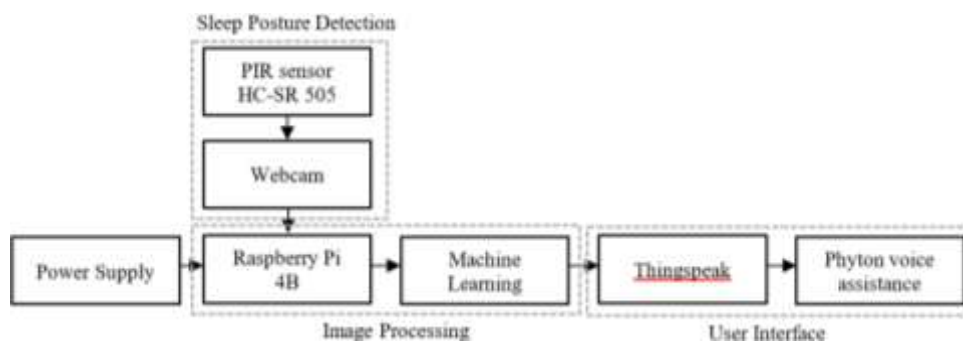 Sleep Posture Detection
PIR sensor
HC-SR 505
Webcam
Power Supply
Raspberry Pi
4B
Machine
Learning
Thingspeak
Phyton voice
assistance
Image Processing
User Interface